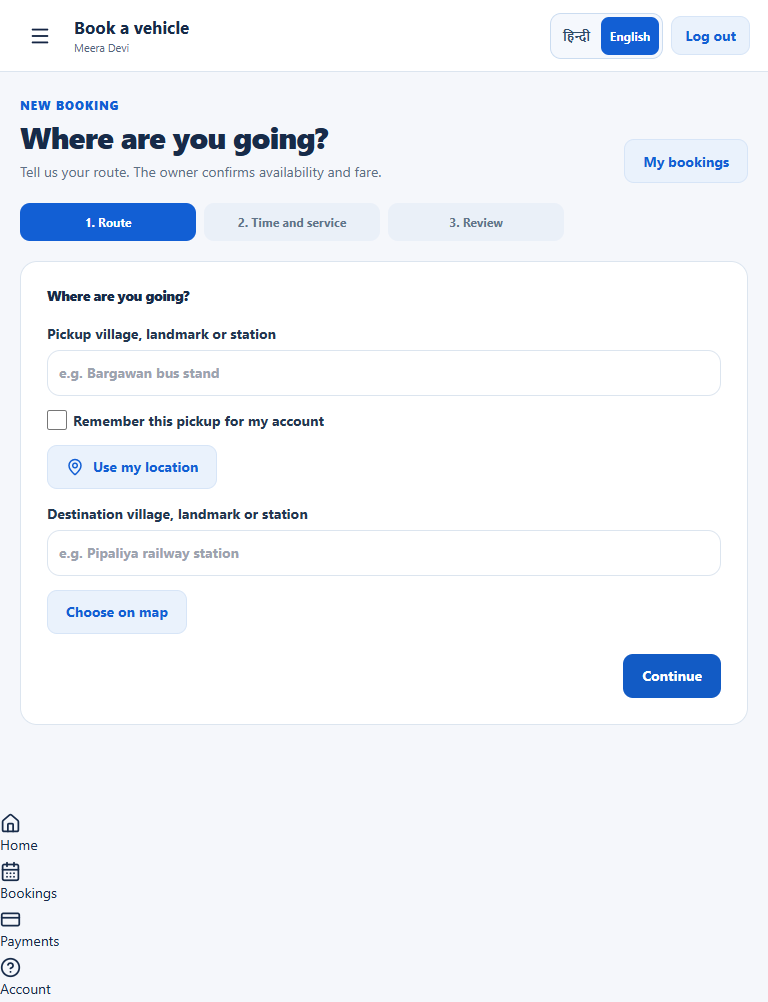 Book a vehicle
Meera Devi
हिन्दी
English
Log out
NEW BOOKING
Where are you going?
Tell us your route. The owner confirms availability and fare.
My bookings
1. Route
2. Time and service
3. Review
Where are you going?
Pickup village, landmark or station
e.g. Bargawan bus stand
Remember this pickup for my account
Use my location
Destination village, landmark or station
e.g. Pipaliya railway station
Choose on map
Continue
Home
Bookings
Payments
Account